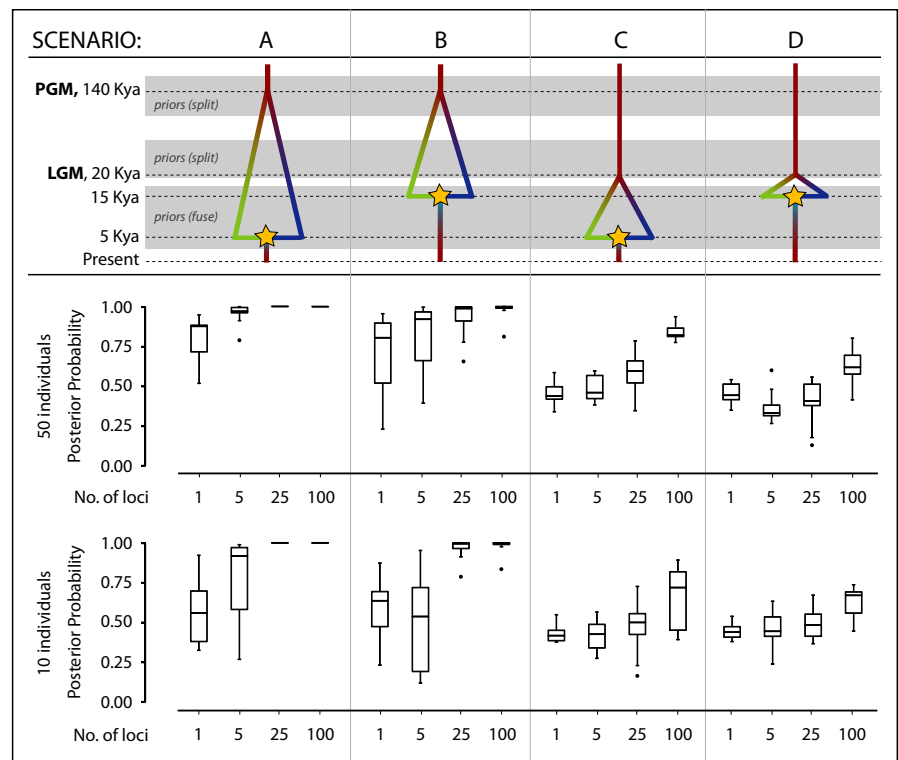 SCENARIO: A B C D
PGM, 140 Kya
priors (split)
priors (split)
LGM, 20 Kya
15 Kya
priors (fuse)
5 Kya
Present
50 individuals
Posterior Probability
1.00
0.75
0.50
0.25
0.00
No. of loci 1 5 25 100 1 5 25 100 1 5 25 100 1 5 25 100
10 individuals
Posterior Probability
1.00
0.75
0.50
0.25
0.00
No. of loci 1 5 25 100 1 5 25 100 1 5 25 100 1 5 25 100